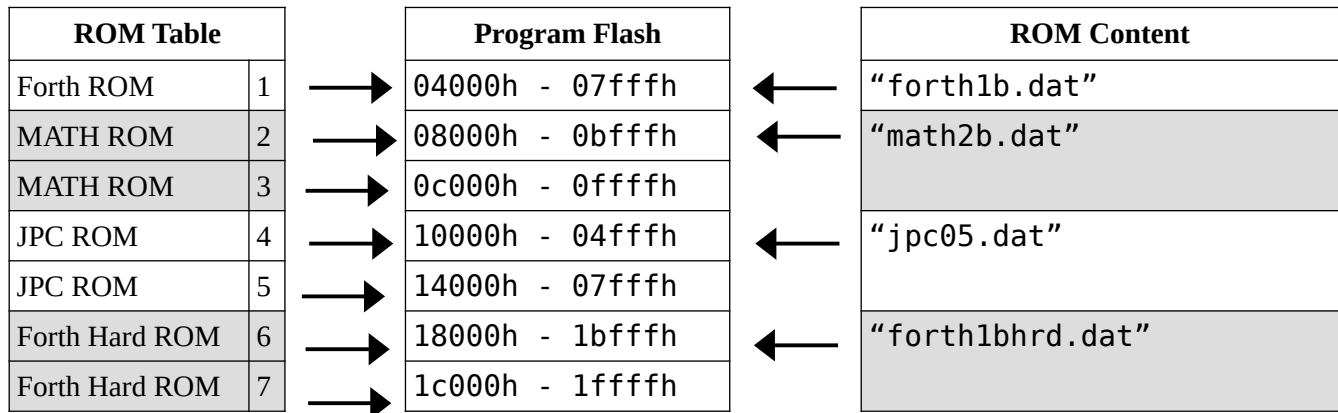 ROM Table Program Flash ROM Content
Forth ROM 1 04000h - 07fffh “forth1b.dat”
MATH ROM 2 08000h - 0bfffh “math2b.dat”
MATH ROM 3 0c000h - 0ffffh
JPC ROM 4 10000h - 04fffh “jpc05.dat”
JPC ROM 5 14000h - 07fffh
Forth Hard ROM 6 18000h - 1bfffh “forth1bhrd.dat”
Forth Hard ROM 7 1c000h - 1ffffh